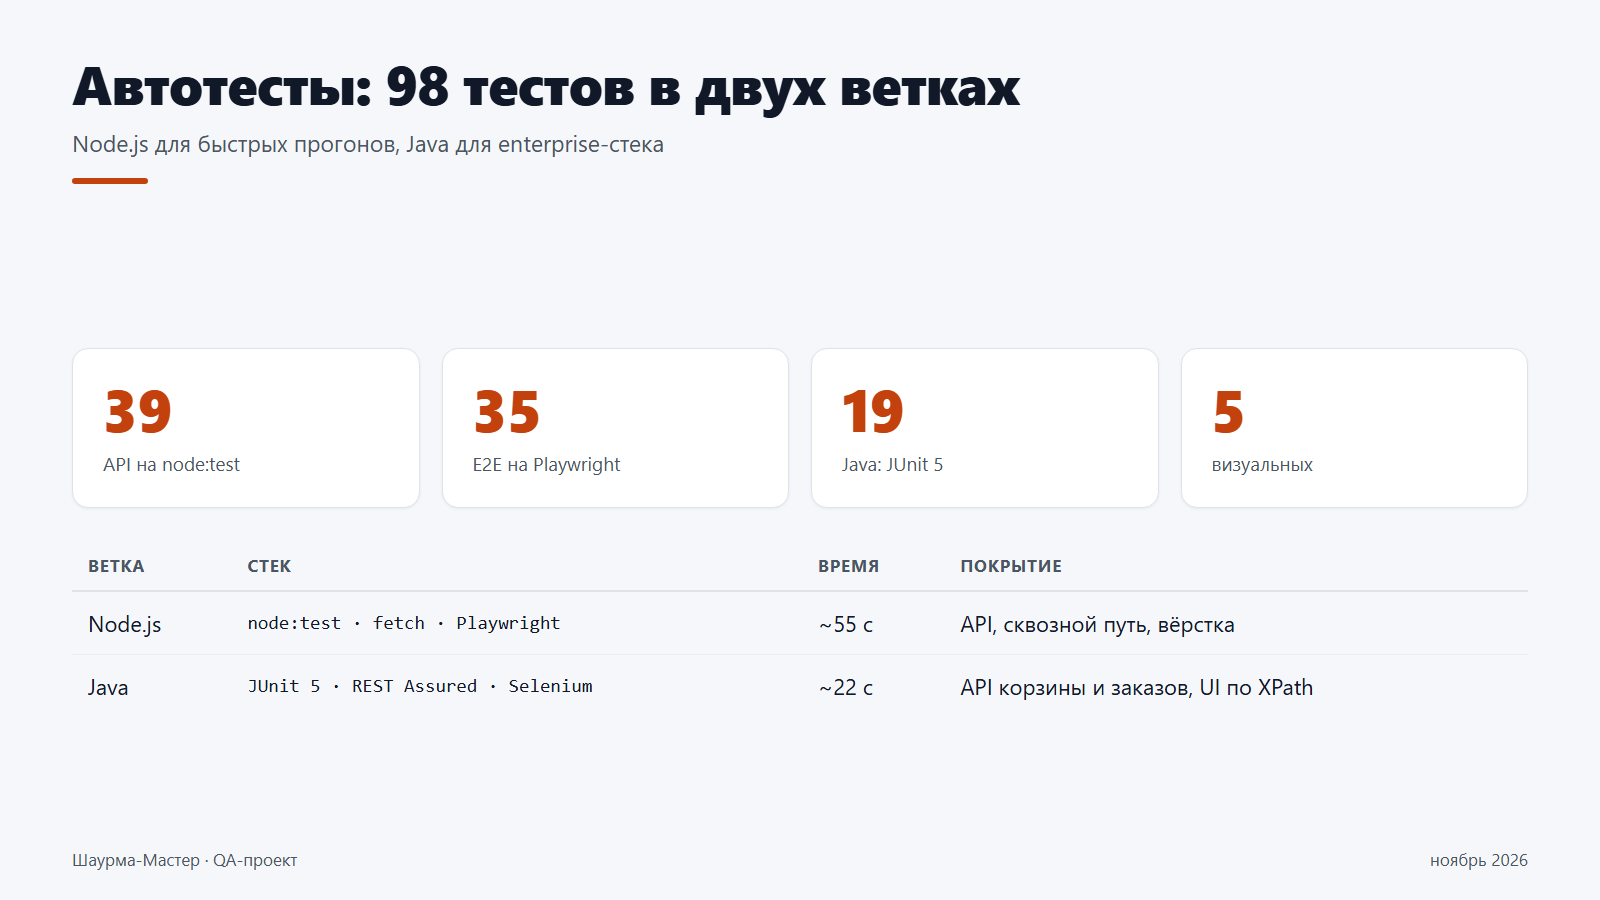 Автотесты: 98 тестов в двух ветках
Node.js для быстрых прогонов, Java для enterprise-стека
39
API на node:test
35
E2E на Playwright
19
Java: JUnit 5
5
визуальных
ВЕТКА СТЕК ВРЕМЯ ПОКРЫТИЕ
Node.js node:test · fetch · Playwright ~55 с API, сквозной путь, вёрстка
Java JUnit 5 · REST Assured · Selenium ~22 с API корзины и заказов, UI по XPath
Шаурма-Мастер · QA-проект ноябрь 2026